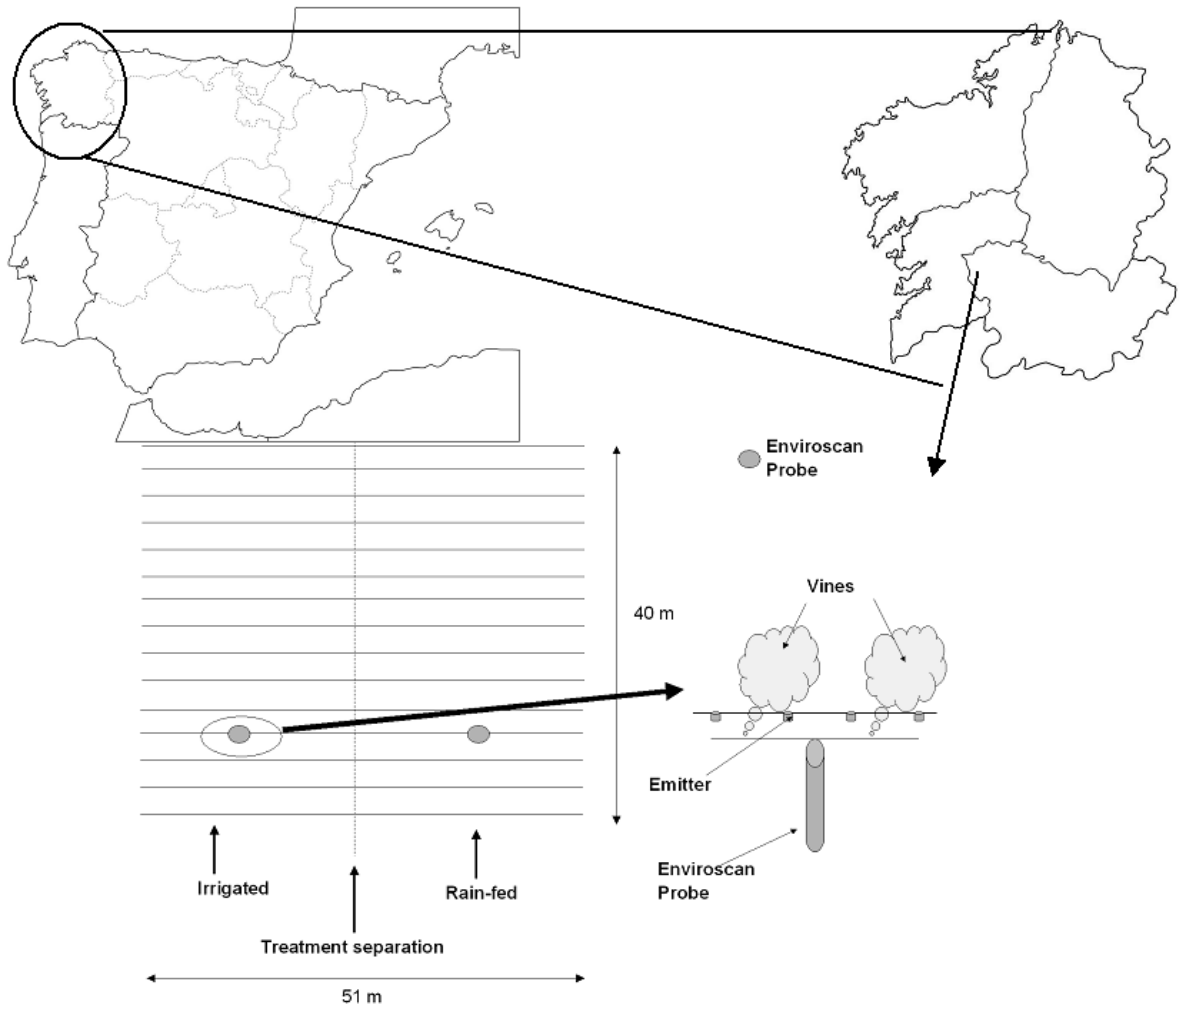 Enviroscan
Probe
Vines
40 m
Emitter
Enviroscan
Probe
Irrigated
Rain-fed
Treatment separation
51 m